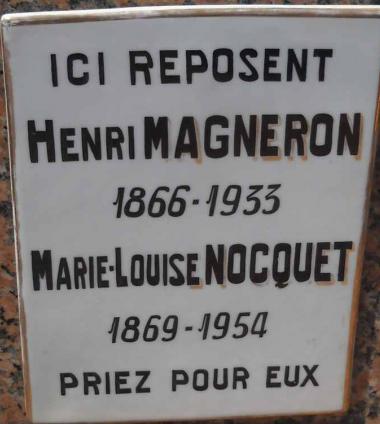 ICI REPOSENT
HENRI MAGNERON
1866-1933
MARIE-LOUISE NOCQUET
1869-1954
PRIEZ POUR EUX